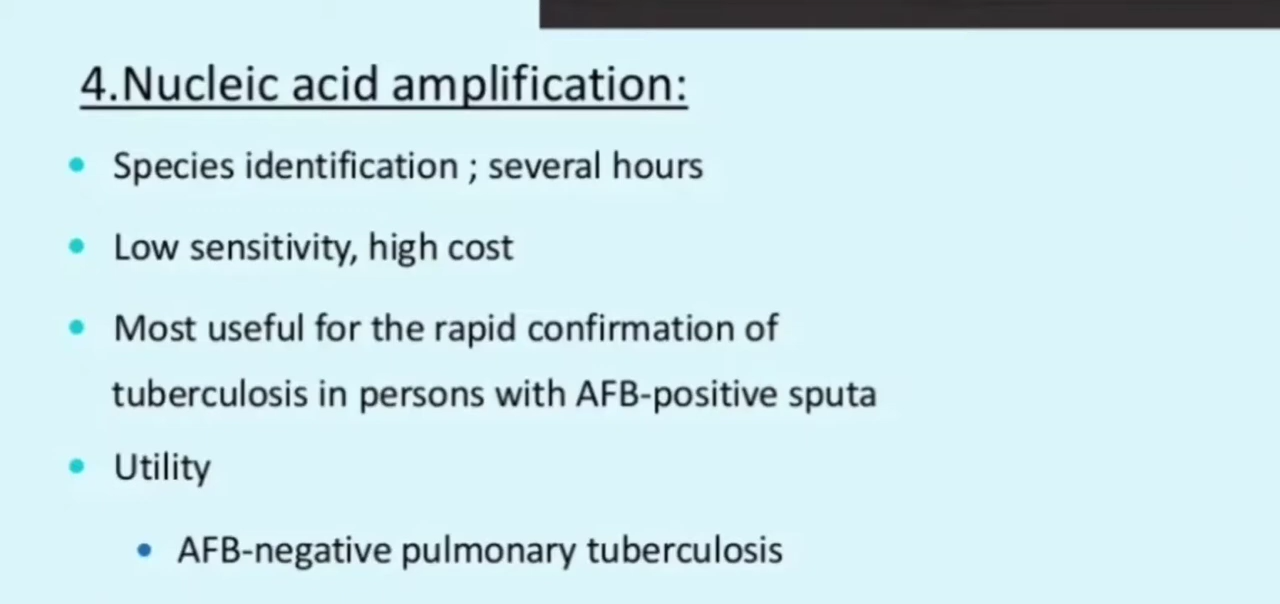 4.Nucleic acid amplification:
Species identification ; several hours
Low sensitivity, high cost
Most useful for the rapid confirmation of
tuberculosis in persons with AFB-positive sputa
Utility
AFB-negative pulmonary tuberculosis